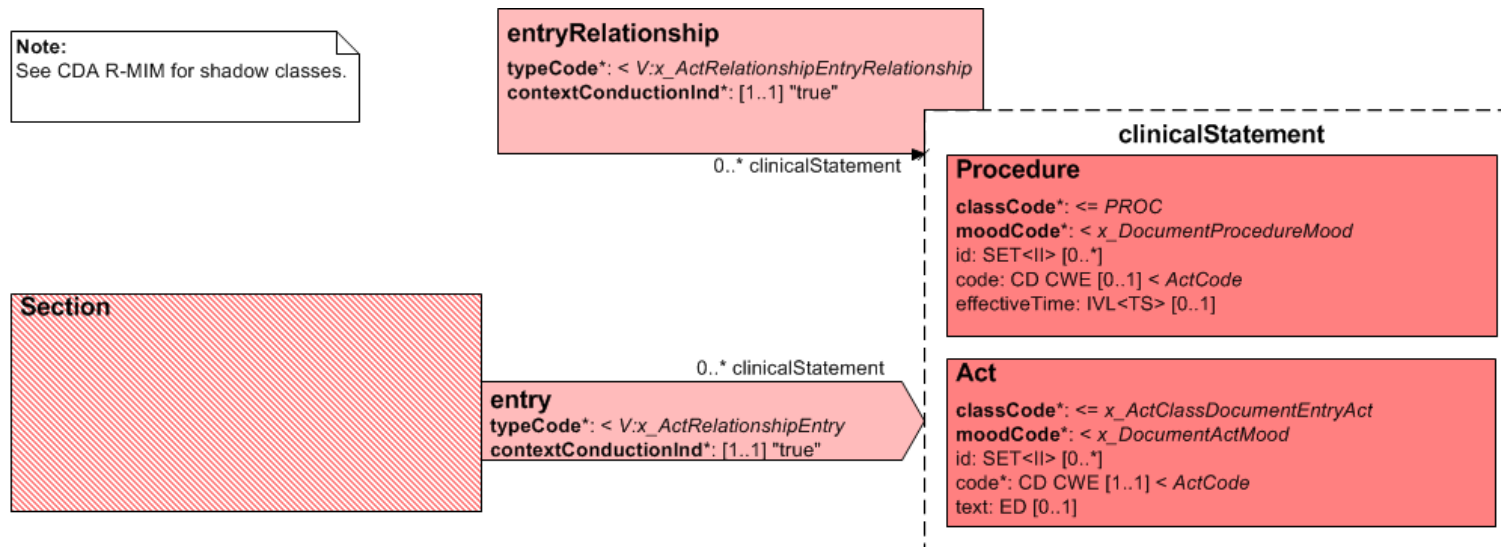 Note:
See CDA R-MIM for shadow classes.
entryRelationship
typeCode*: < V:x_ActRelationshipEntryRelationship
contextConductionInd*: [1..1] "true"
0..* clinicalStatement
clinicalStatement
Procedure
classCode*: <= PROC
moodCode*: < x_DocumentProcedureMood
id: SET<II> [0..*]
code: CD CWE [0..1] < ActCode
effectiveTime: IVL<TS> [0..1]
Section
0..* clinicalStatement
entry
typeCode*: < V:x_ActRelationshipEntry
contextConductionInd*: [1..1] "true"
Act
classCode*: <= x_ActClassDocumentEntryAct
moodCode*: < x_DocumentActMood
id: SET<II> [0..*]
code*: CD CWE [1..1] < ActCode
text: ED [0..1]